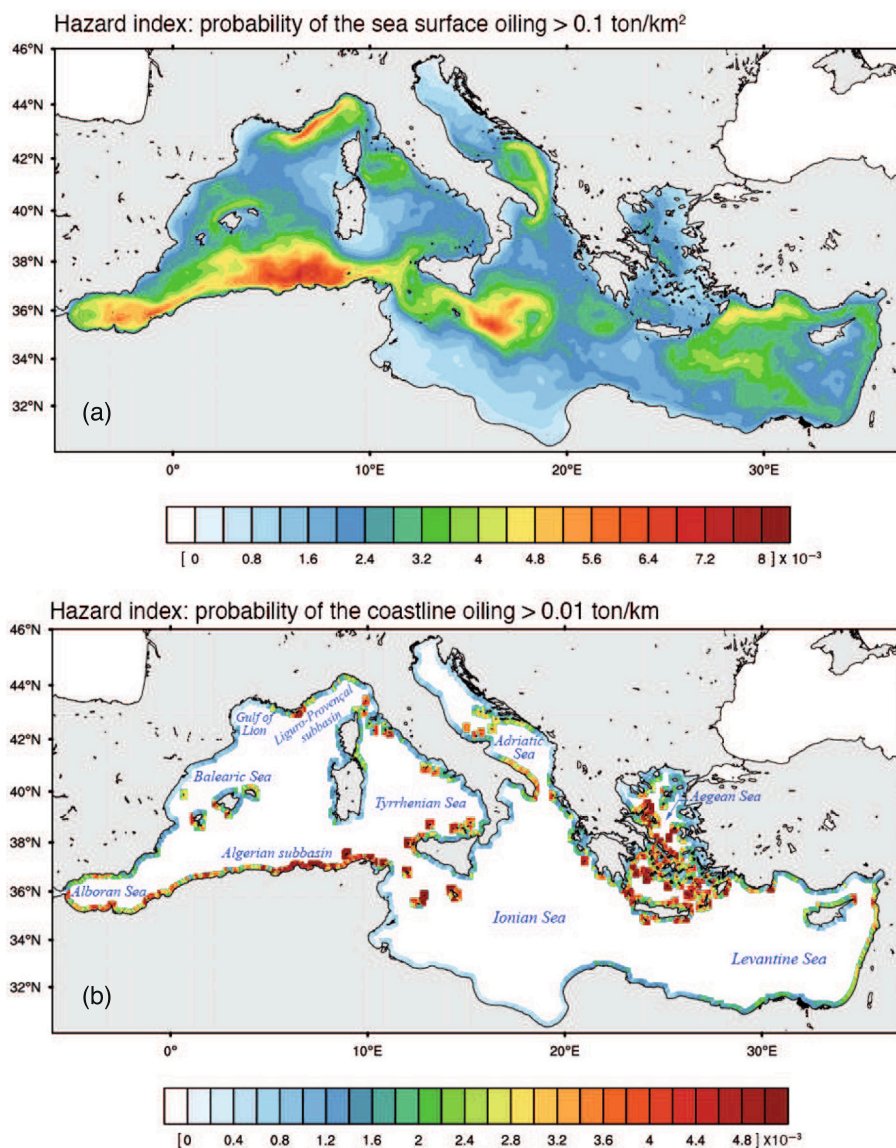 Hazard index: probability of the sea surface oiling > 0.1 ton/km²
46°N
44°N
42°N
40°N
38°N
36°N
34°N
32°N
(a)
0°
10°E
20°E
30°E
[ 0 0.8 1.6 2.4 3.2 4 4.8 5.6 6.4 7.2 8 ] x 10⁻³
Hazard index: probability of the coastline oiling > 0.01 ton/km
46°N
44°N
Gulf of
Lion
Liguro-Provençal
subbasin
42°N
Adriatic
Sea
Balearic Sea
Aegean Sea
40°N
Tyrrhenian Sea
38°N
Algerian subbasin
36°N
Alboran Sea
Ionian Sea
34°N
Levantine Sea
32°N
(b)
0°
10°E
20°E
30°E
[0 0.4 0.8 1.2 1.6 2 2.4 2.8 3.2 3.6 4 4.4 4.8 ]x10⁻³